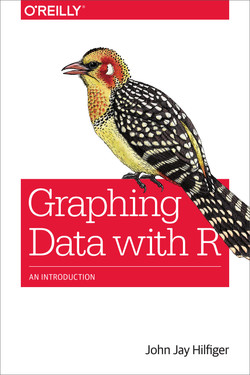 O'REILLY®
Graphing
Data with R
AN INTRODUCTION
John Jay Hilfiger